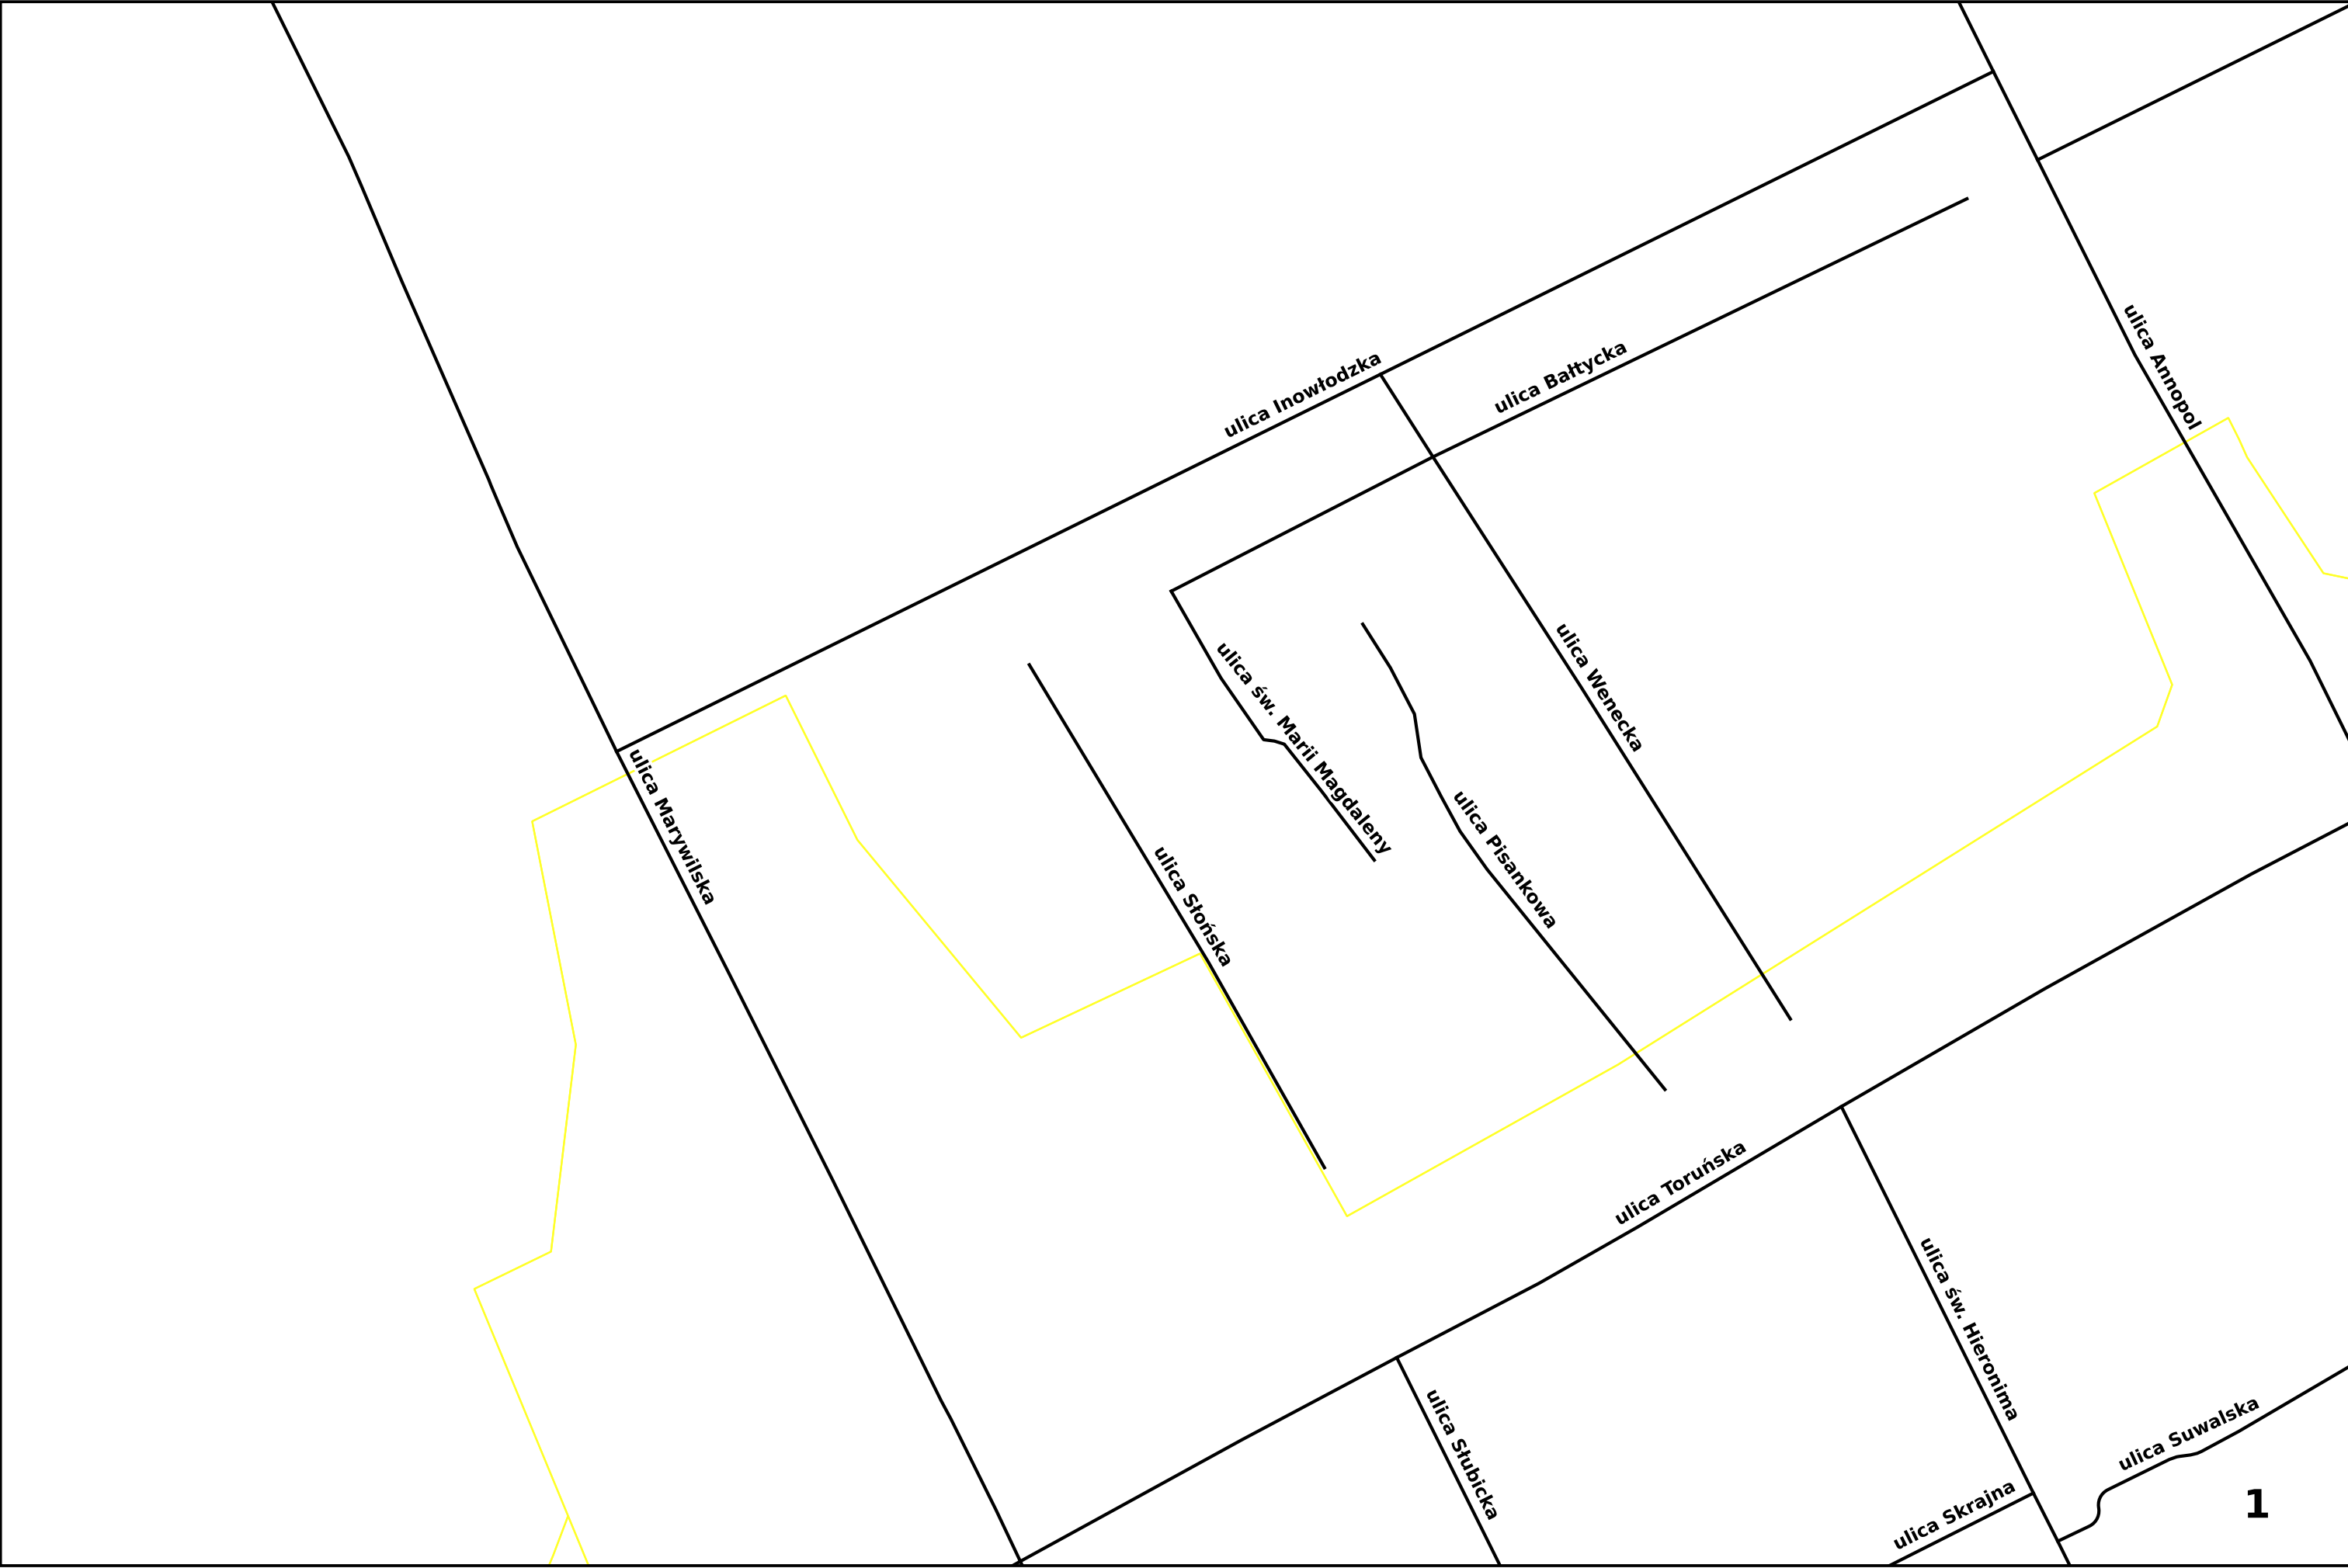 ulica Annopol
ulica Inowłodzka
ulica Bałtycka
ulica Wenecka
ulica św. Marii Magdaleny
ulica Marywilska
ulica Pisankowa
ulica Słońska
ulica Toruńska
ulica św. Hieronima
ulica Słubicka
ulica Suwalska
ulica Skrajna
1